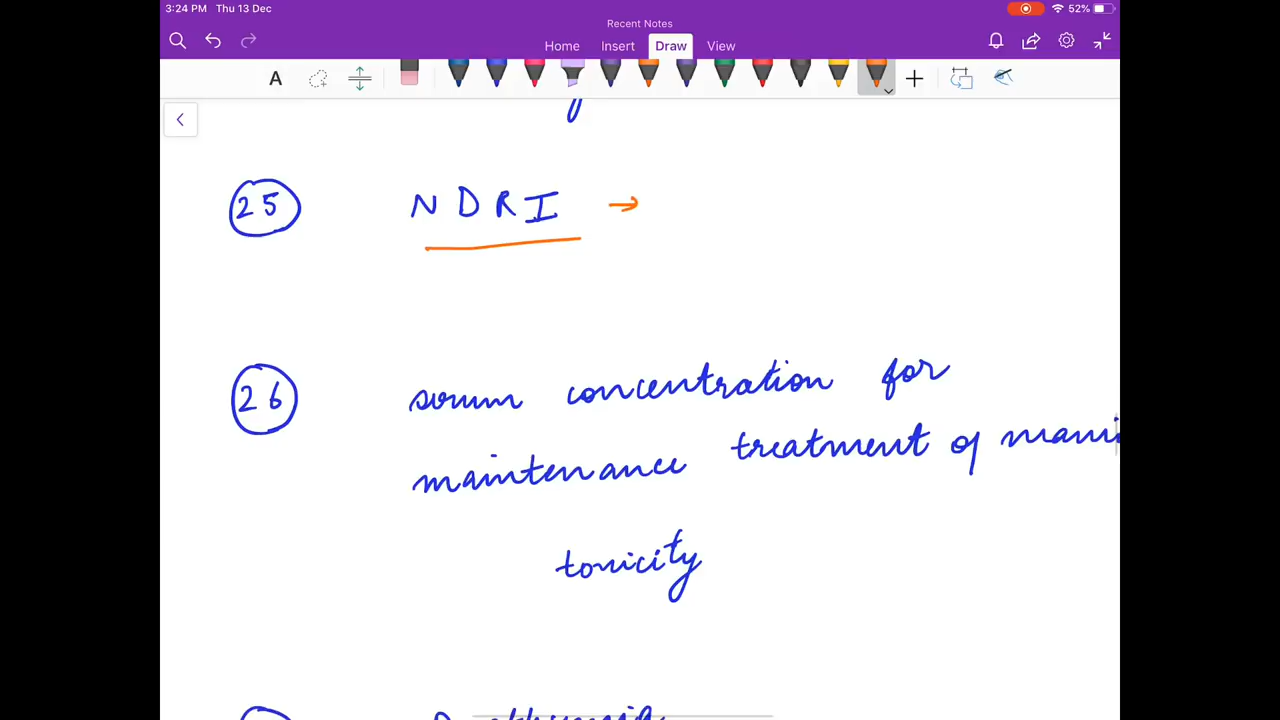 3:24 PM Thu 13 Dec
52%
Recent Notes
Home Insert Draw View
A
25 NDRI →
26 serum concentration for
maintenance treatment of mani
toxicity